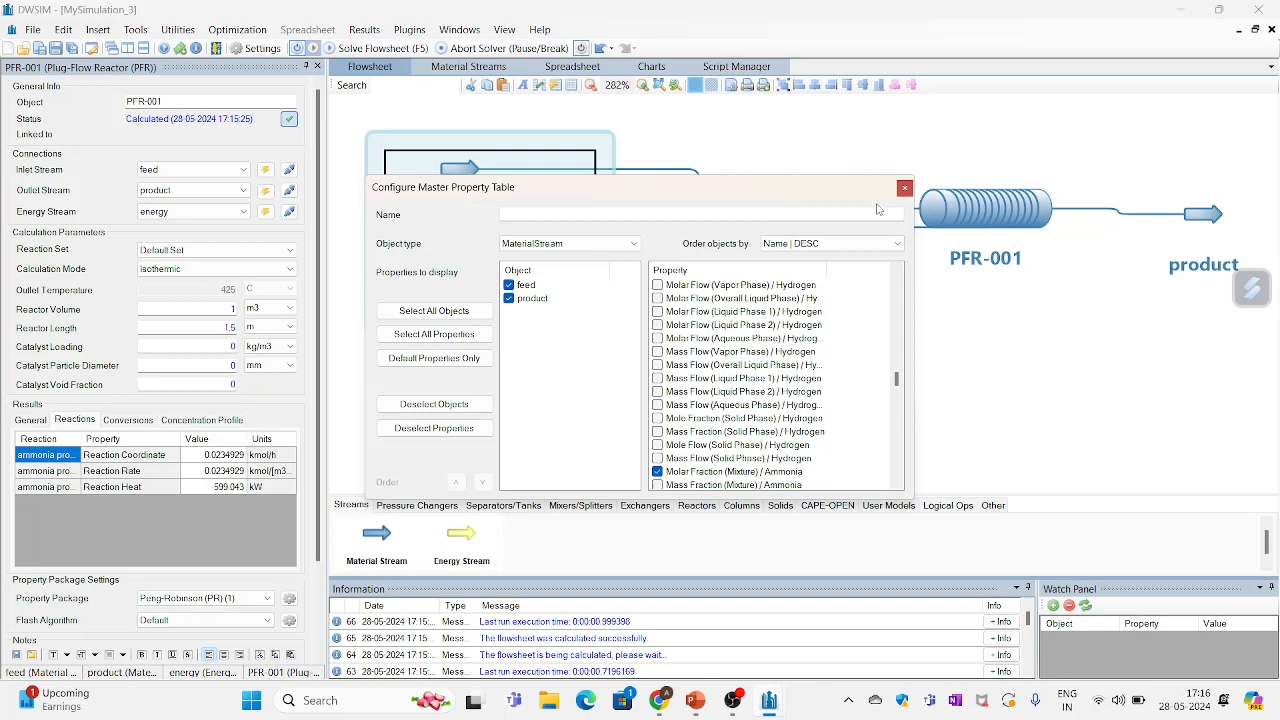 DWSIM - [MySimulation_3]
File Edit Insert Tools Utilities Optimization Spreadsheet Results Plugins Windows View Help
Settings Solve Flowsheet (F5) Abort Solver (Pause/Break)
PFR-001 (Plug-Flow Reactor (PFR))
Flowsheet Material Streams Spreadsheet Charts Script Manager
Search 282%
General Info
Object PFR-001
Status Calculated (28-05-2024 17:15:25)
Linked to
Connections
Inlet Stream feed
Outlet Stream product
Energy Stream energy
Calculation Parameters
Reaction Set Default Set
Calculation Mode Isothermic
Outlet Temperature 425 C
Reactor Volume 1 m3
Reactor Length 1.5 m
Catalyst Loading 0 kg/m3
Catalyst Particle Diameter 0 mm
Catalyst Void Fraction 0
Results
General Reactions Conversions Concentration Profile
Reaction Property Value Units
ammonia pro... Reaction Coordinate 0.0234929 kmol/h
ammonia pro... Reaction Rate 0.0234929 kmol/[m3...
ammonia pro... Reaction Heat -599.043 kW
Property Package Settings
Property Package Peng-Robinson (PR) (1)
Flash Algorithm Default
Notes
feed (Material ... product (Mate... energy (Energ... PFR-001 (Plug-...
Configure Master Property Table
Name
Object type MaterialStream Order objects by Name | DESC
Properties to display
Select All Objects
Select All Properties
Default Properties Only
Deselect Objects
Deselect Properties
Order
Object
feed
product
Property
Molar Flow (Vapor Phase) / Hydrogen
Molar Flow (Overall Liquid Phase) / Hy...
Molar Flow (Liquid Phase 1) / Hydrogen
Molar Flow (Liquid Phase 2) / Hydrogen
Molar Flow (Aqueous Phase) / Hydrog...
Mass Flow (Vapor Phase) / Hydrogen
Mass Flow (Overall Liquid Phase) / Hy...
Mass Flow (Liquid Phase 1) / Hydrogen
Mass Flow (Liquid Phase 2) / Hydrogen
Mass Flow (Aqueous Phase) / Hydrog...
Mole Fraction (Solid Phase) / Hydrogen
Mass Fraction (Solid Phase) / Hydrogen
Mole Flow (Solid Phase) / Hydrogen
Mass Flow (Solid Phase) / Hydrogen
Molar Fraction (Mixture) / Ammonia
Mass Fraction (Mixture) / Ammonia
PFR-001
product
Streams Pressure Changers Separators/Tanks Mixers/Splitters Exchangers Reactors Columns Solids CAPE-OPEN User Models Logical Ops Other
Material Stream Energy Stream
Information
Date Type Message Info
66 28-05-2024 17:15:... Mess... Last run execution time: 0:00:00.999398 + Info
65 28-05-2024 17:15:... Mess... The flowsheet was calculated successfully. + Info
64 28-05-2024 17:15:... Mess... The flowsheet is being calculated, please wait... + Info
63 28-05-2024 17:15:... Mess... Last run execution time: 0:00:00.7196169 + Info
Watch Panel
Object Property Value
1 Upcoming
Earnings
Search
ENG
IN
17:16
28-05-2024